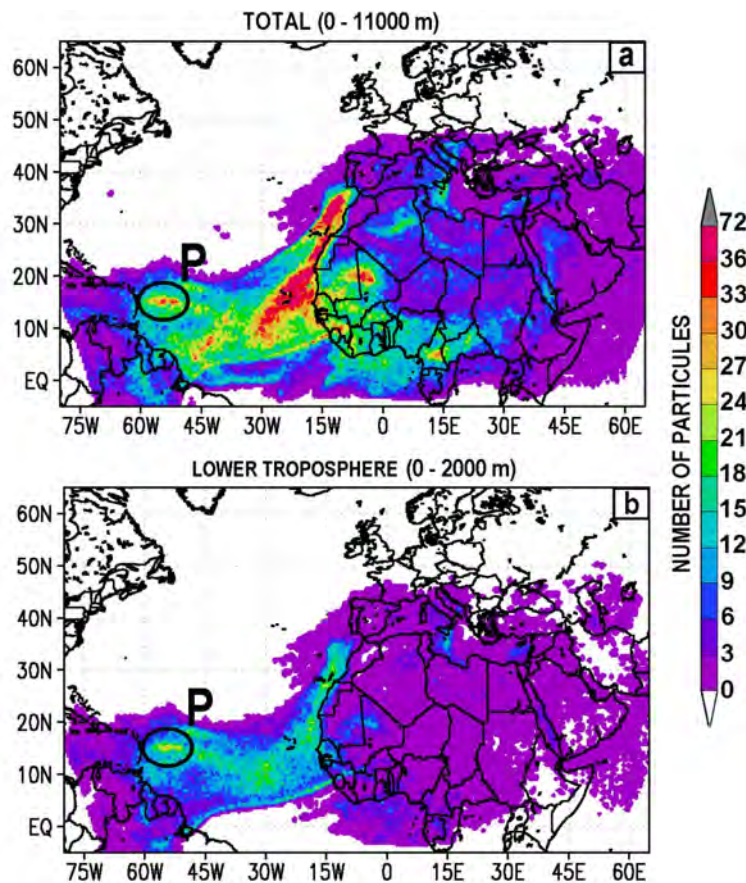 TOTAL (0 - 11000 m)
a
60N
50N
40N
30N
20N
10N
EQ
P
75W 60W 45W 30W 15W 0 15E 30E 45E 60E
LOWER TROPOSPHERE (0 - 2000 m)
b
60N
50N
40N
30N
20N
10N
EQ
P
75W 60W 45W 30W 15W 0 15E 30E 45E 60E
NUMBER OF PARTICULES
72
36
33
30
27
24
21
18
15
12
9
6
3
0